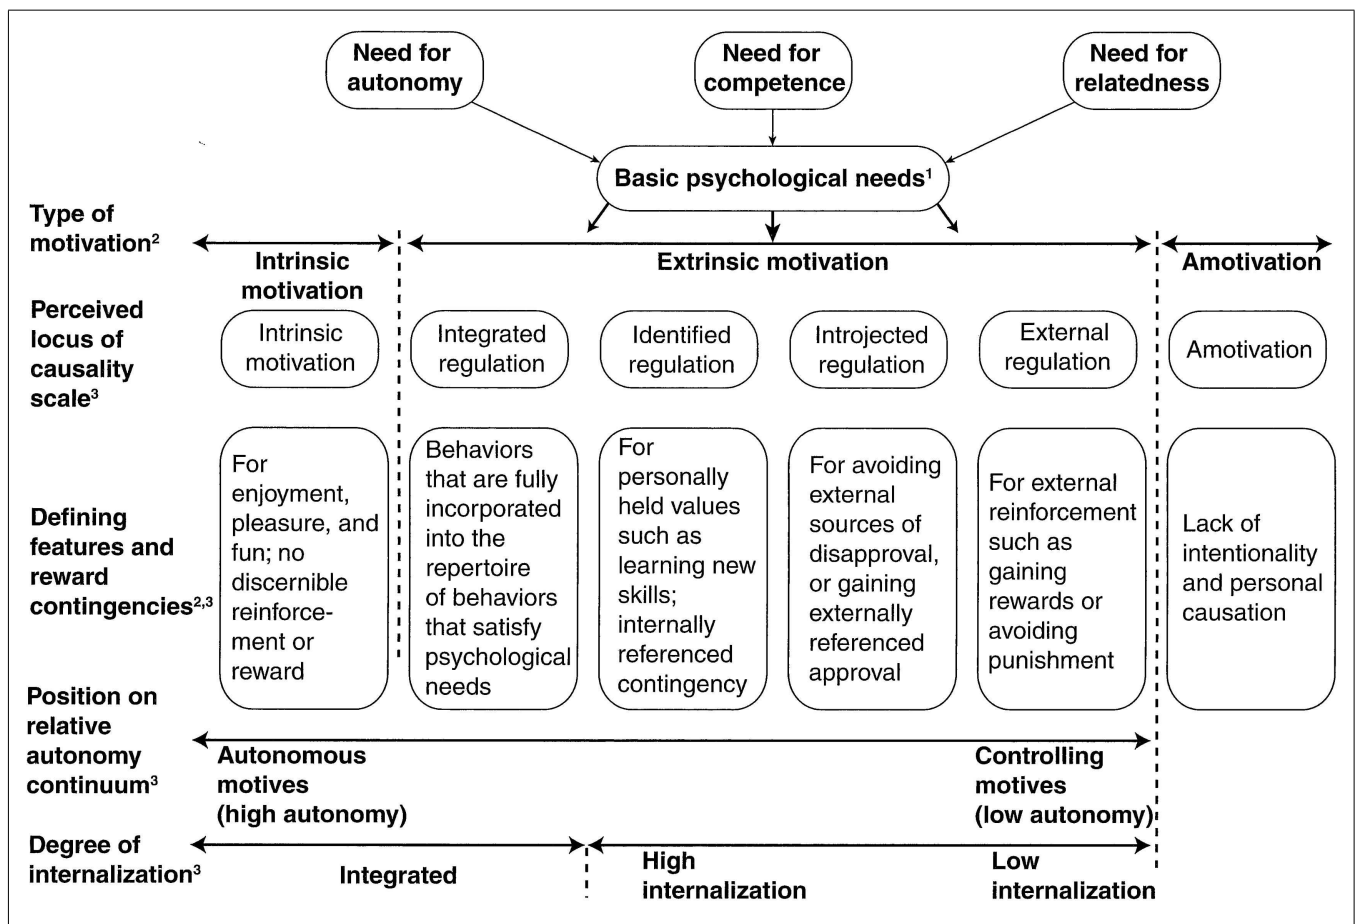 Need for
autonomy
Need for
competence
Need for
relatedness
Basic psychological needs¹
Type of
motivation²
Intrinsic
motivation
Extrinsic motivation
Amotivation
Perceived
locus of
causality
scale³
Intrinsic
motivation
Integrated
regulation
Identified
regulation
Introjected
regulation
External
regulation
Amotivation
Defining
features and
reward
contingencies²,³
For
enjoyment,
pleasure, and
fun; no
discernible
reinforce-
ment or
reward
Behaviors
that are fully
incorporated
into the
repertoire
of behaviors
that satisfy
psychological
needs
For
personally
held values
such as
learning new
skills;
internally
referenced
contingency
For avoiding
external
sources of
disapproval,
or gaining
externally
referenced
approval
For external
reinforcement
such as
gaining
rewards or
avoiding
punishment
Lack of
intentionality
and personal
causation
Position on
relative
autonomy
continuum³
Autonomous
motives
(high autonomy)
Controlling
motives
(low autonomy)
Degree of
internalization³
Integrated
High
internalization
Low
internalization